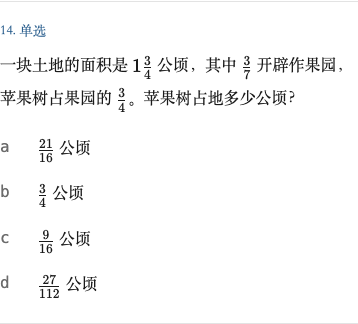 14. 单选
一块土地的面积是 1 3/4 公顷，其中 3/7 开辟作果园，
苹果树占果园的 3/4。苹果树占地多少公顷？
a 21/16 公顷
b 3/4 公顷
c 9/16 公顷
d 27/112 公顷